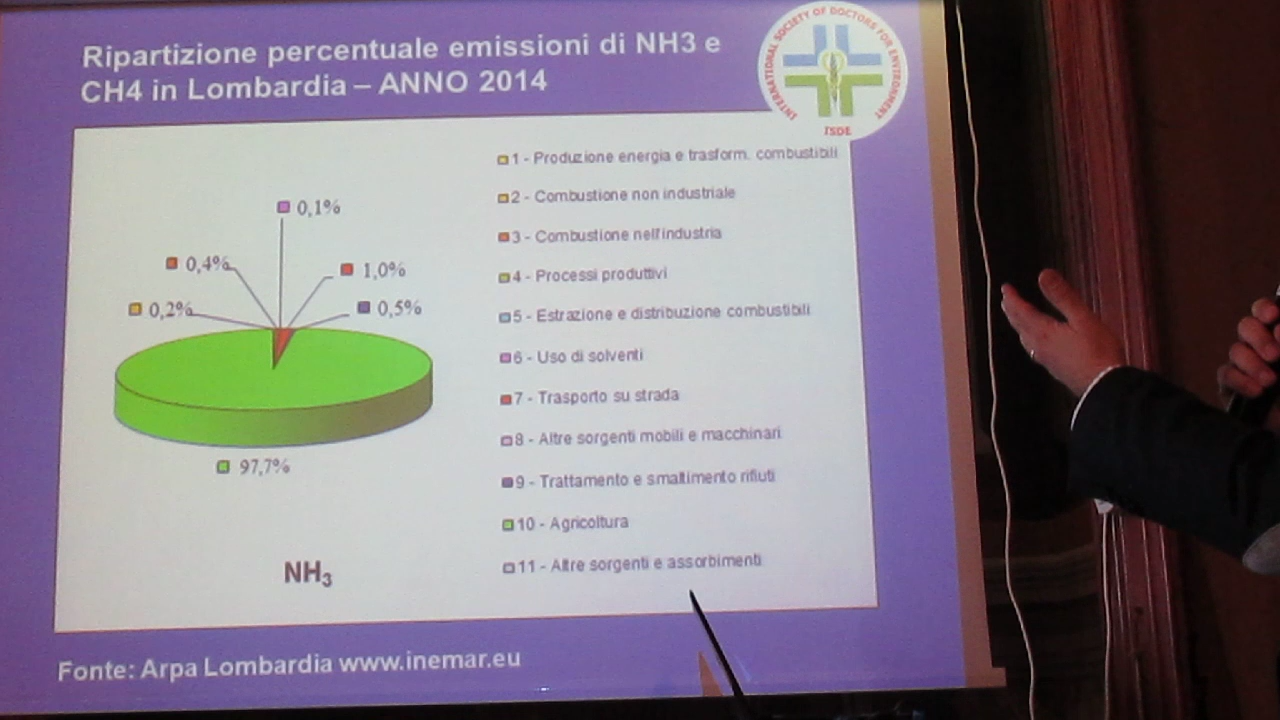 Ripartizione percentuale emissioni di NH3 e
CH4 in Lombardia – ANNO 2014
INTERNATIONAL SOCIETY OF DOCTORS FOR ENVIRONMENT
ISDE
0,1%
0,4%
1,0%
0,2%
0,5%
97,7%
NH3
1 - Produzione energia e trasform. combustibili
2 - Combustione non industriale
3 - Combustione nell'industria
4 - Processi produttivi
5 - Estrazione e distribuzione combustibili
6 - Uso di solventi
7 - Trasporto su strada
8 - Altre sorgenti mobili e macchinari
9 - Trattamento e smaltimento rifiuti
10 - Agricoltura
11 - Altre sorgenti e assorbimenti
Fonte: Arpa Lombardia www.inemar.eu